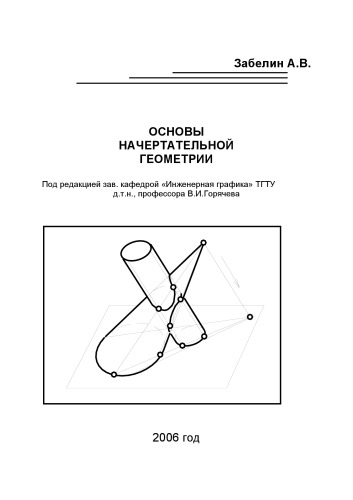 Забелин А.В.
ОСНОВЫ
НАЧЕРТАТЕЛЬНОЙ
ГЕОМЕТРИИ
Под редакцией зав. кафедрой «Инженерная графика» ТГТУ
д.т.н., профессора В.И.Горячева
2006 год